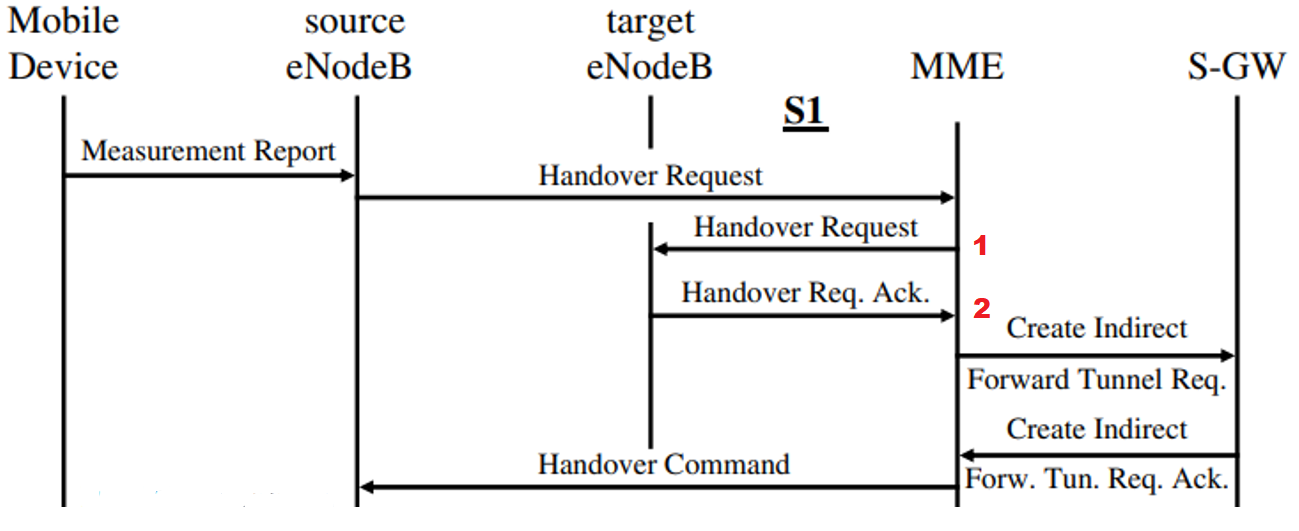 Mobile Device
source eNodeB
target eNodeB
MME
S-GW
S1
Measurement Report
Handover Request
Handover Request
1
Handover Req. Ack.
2
Create Indirect
Forward Tunnel Req.
Create Indirect
Forw. Tun. Req. Ack.
Handover Command